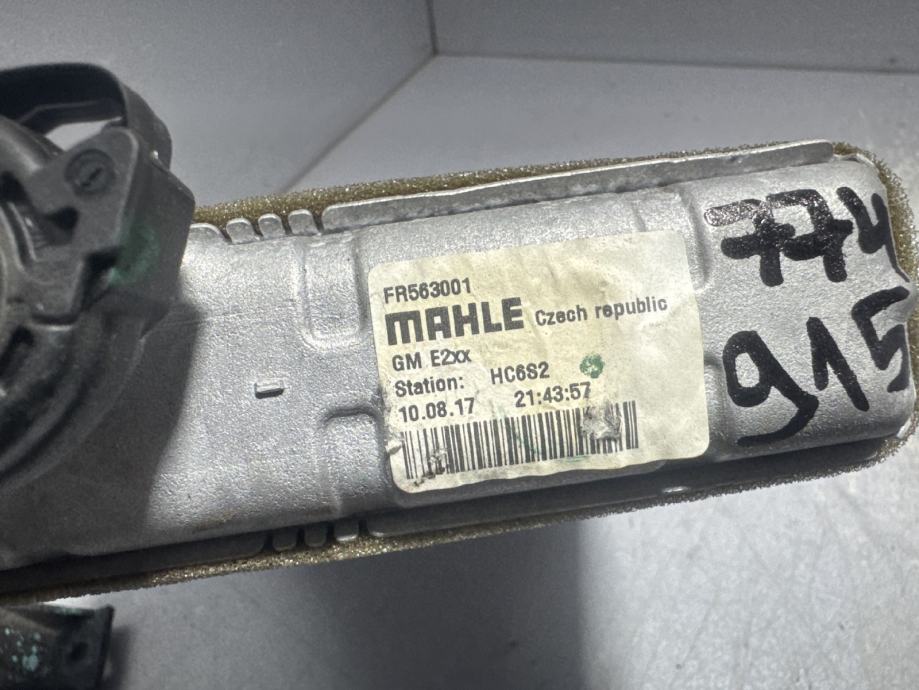 FR563001
MAHLE Czech republic
GM E2xx
Station: HC6S2
10.08.17 21:43:57
774
915